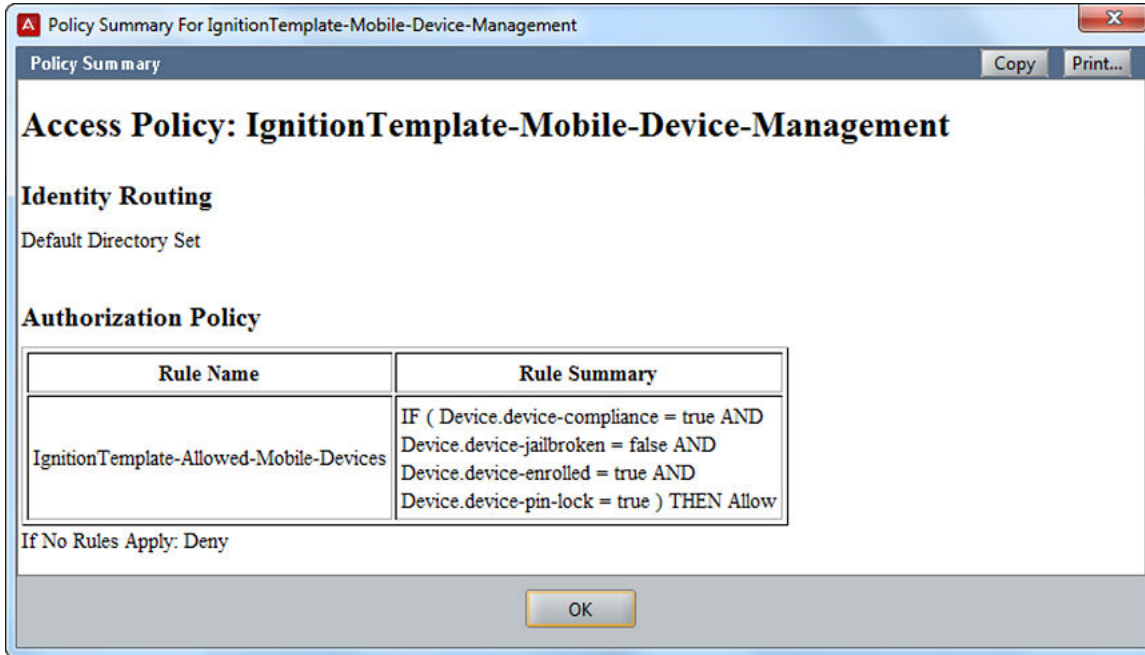 Policy Summary For IgnitionTemplate-Mobile-Device-Management
Policy Summary
Copy
Print...
Access Policy: IgnitionTemplate-Mobile-Device-Management
Identity Routing
Default Directory Set
Authorization Policy
Rule Name
Rule Summary
IgnitionTemplate-Allowed-Mobile-Devices
IF ( Device.device-compliance = true AND
Device.device-jailbroken = false AND
Device.device-enrolled = true AND
Device.device-pin-lock = true ) THEN Allow
If No Rules Apply: Deny
OK